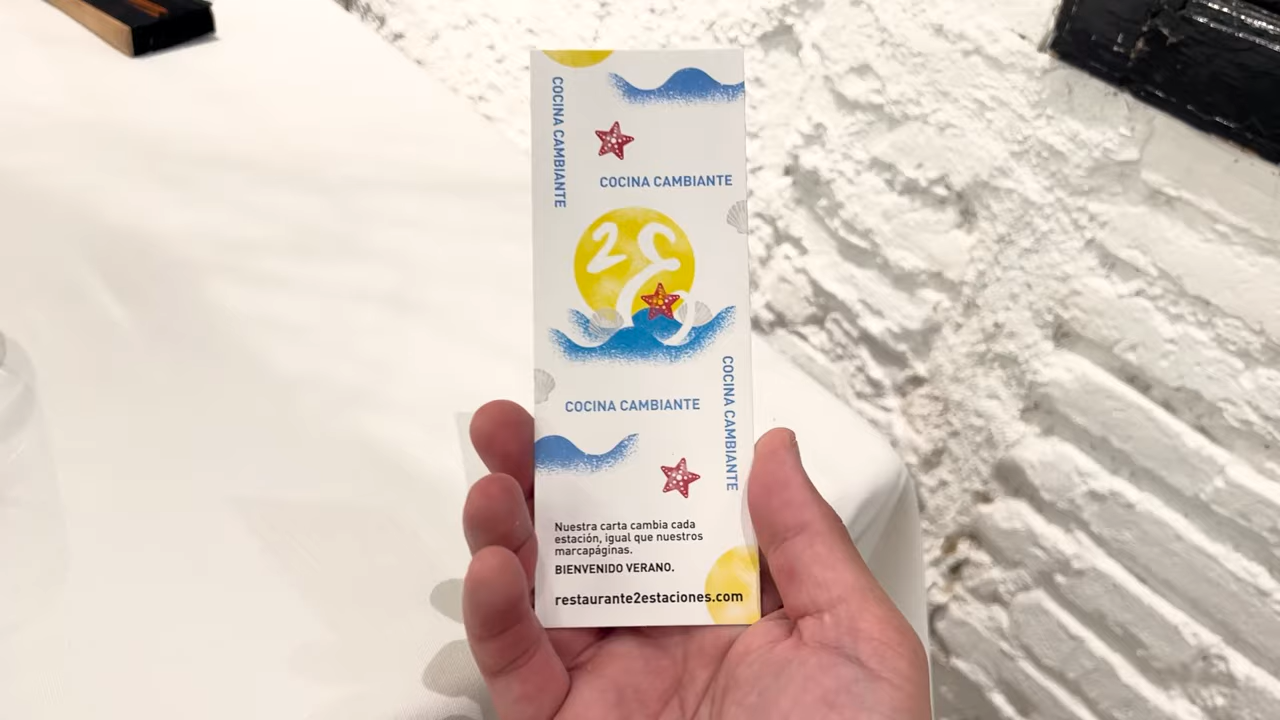 COCINA CAMBIANTE
COCINA CAMBIANTE
2E
COCINA CAMBIANTE
COCINA CAMBIANTE
Nuestra carta cambia cada
estación, igual que nuestros
marcapáginas.
BIENVENIDO VERANO.
restaurante2estaciones.com